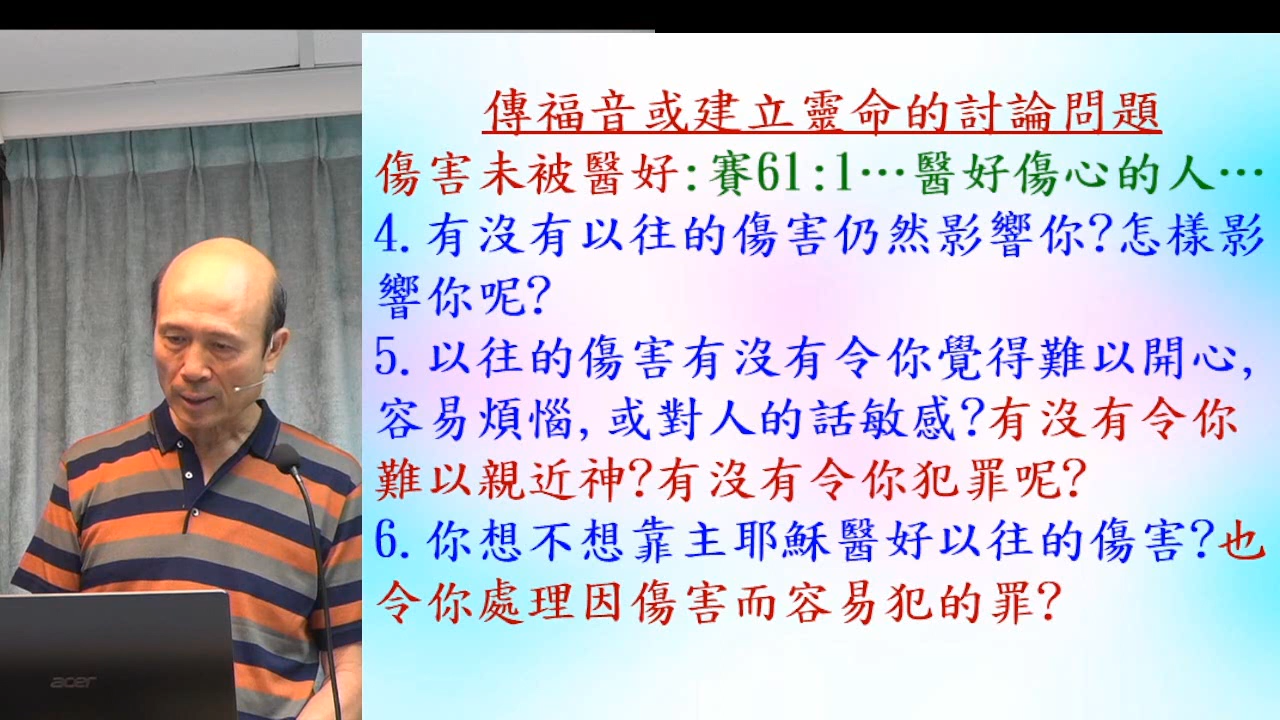 傳福音或建立靈命的討論問題
傷害未被醫好:賽61:1…醫好傷心的人…
4.有沒有以往的傷害仍然影響你?怎樣影
響你呢?
5.以往的傷害有沒有令你覺得難以開心,
容易煩惱,或對人的話敏感?有沒有令你
難以親近神?有沒有令你犯罪呢?
6.你想不想靠主耶穌醫好以往的傷害?也
令你處理因傷害而容易犯的罪?
acer